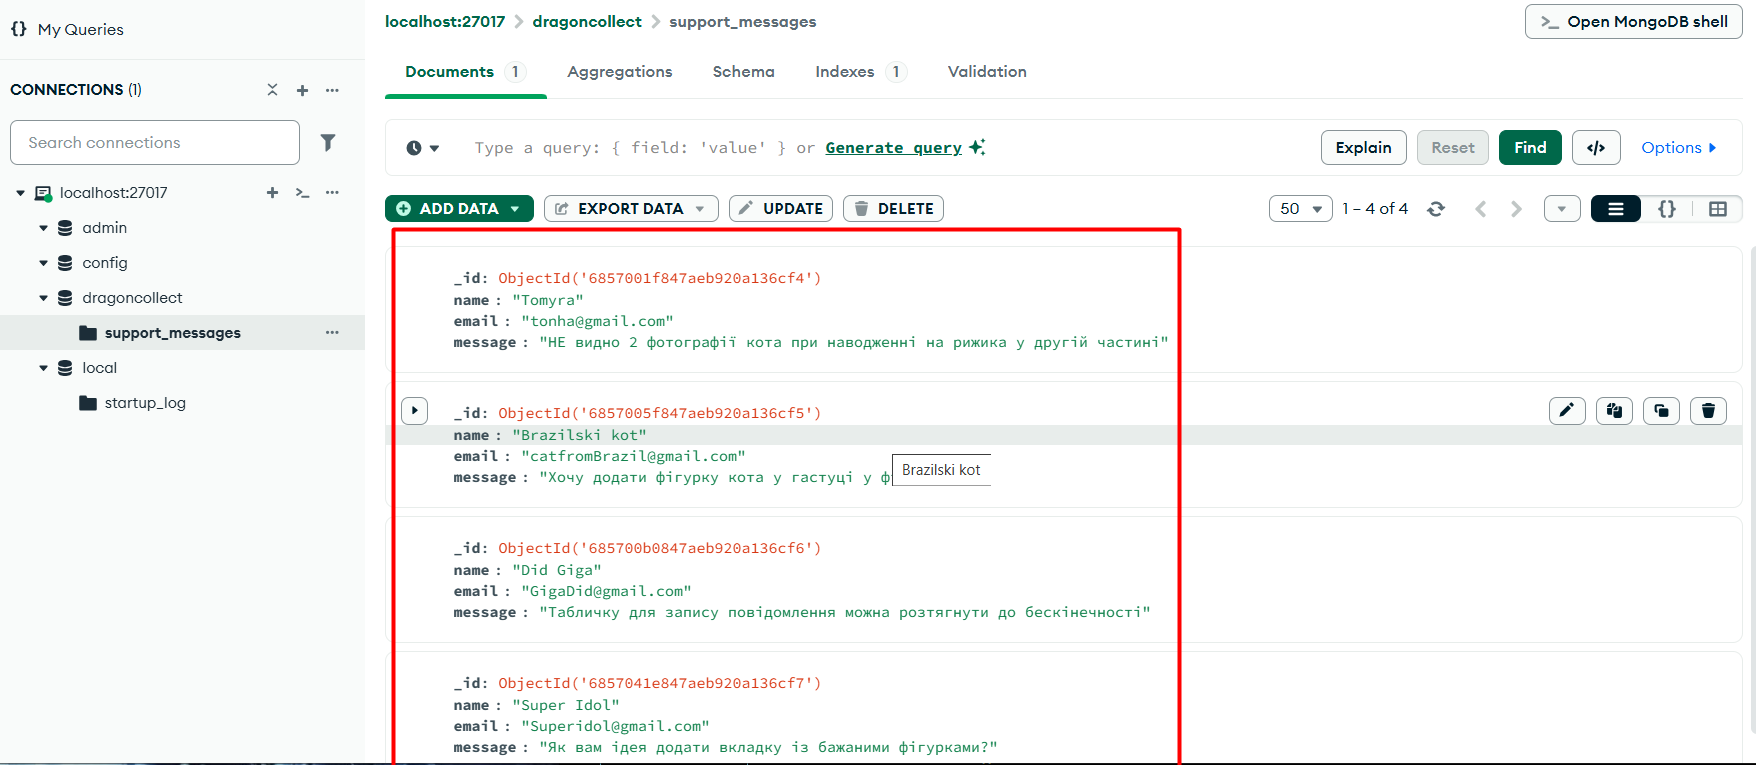 My Queries
localhost:27017 > dragoncollect > support_messages
>_ Open MongoDB shell
CONNECTIONS (1)
Documents 1 Aggregations Schema Indexes 1 Validation
Search connections
Type a query: { field: 'value' } or Generate query
Explain Reset Find </> Options
localhost:27017
ADD DATA EXPORT DATA UPDATE DELETE 50 1 – 4 of 4
admin
config
dragoncollect
support_messages
local
startup_log
_id: ObjectId('6857001f847aeb920a136cf4')
name : "Tomyra"
email : "tonha@gmail.com"
message : "НЕ видно 2 фотографії кота при наводженні на рижика у другій частині"
_id: ObjectId('6857005f847aeb920a136cf5')
name : "Brazilski kot"
email : "catfromBrazil@gmail.com"
message : "Хочу додати фігурку кота у гастуці у
Brazilski kot
_id: ObjectId('685700b0847aeb920a136cf6')
name : "Did Giga"
email : "GigaDid@gmail.com"
message : "Табличку для запису повідомлення можна розтягнути до бескінечності"
_id: ObjectId('6857041e847aeb920a136cf7')
name : "Super Idol"
email : "Superidol@gmail.com"
message : "Як вам ідея додати вкладку із бажаними фігурками?"